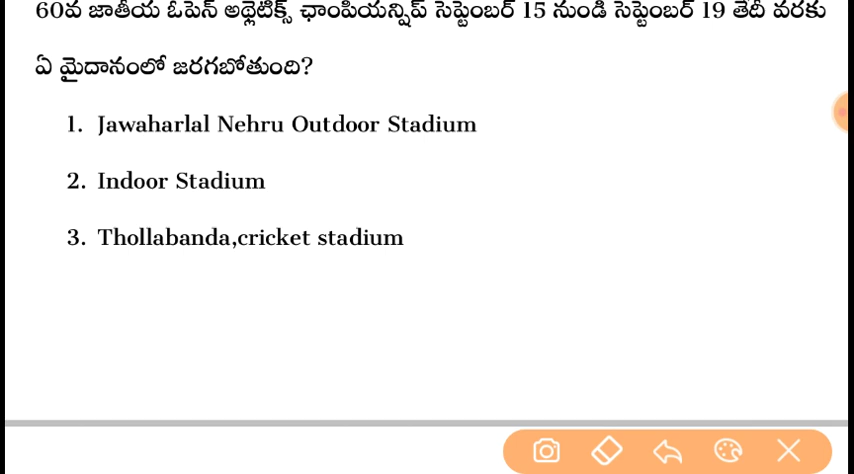 60వ జాతీయ ఓపెన్ అథ్లెటిక్స్ ఛాంపియన్షిప్ సెప్టెంబర్ 15 నుండి సెప్టెంబర్ 19 తేదీ వరకు
ఏ మైదానంలో జరగబోతుంది?
1. Jawaharlal Nehru Outdoor Stadium
2. Indoor Stadium
3. Thollabanda,cricket stadium